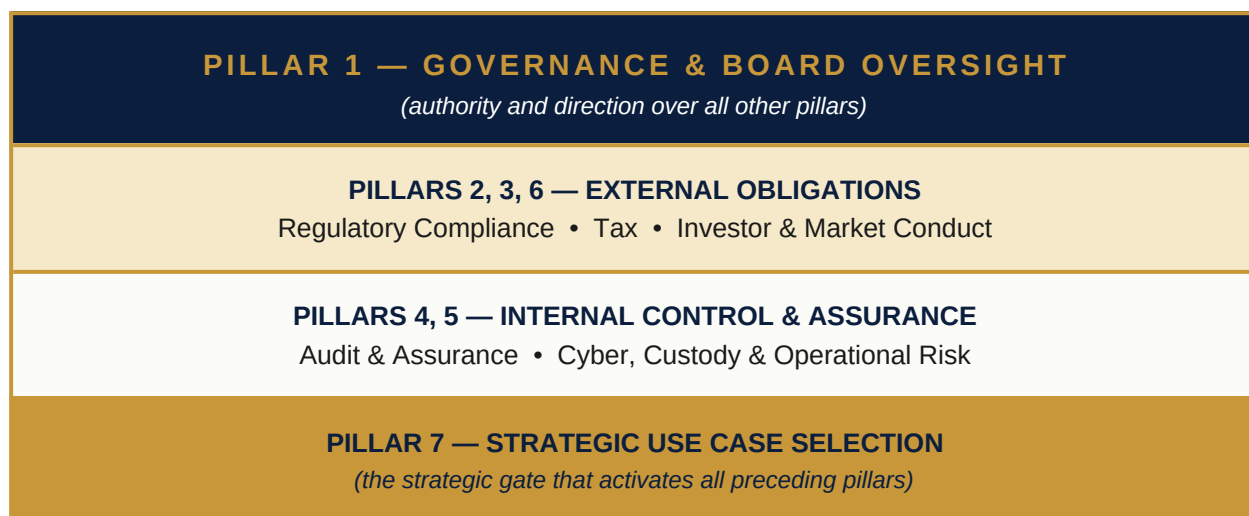 PILLAR 1 — GOVERNANCE & BOARD OVERSIGHT
(authority and direction over all other pillars)
PILLARS 2, 3, 6 — EXTERNAL OBLIGATIONS
Regulatory Compliance • Tax • Investor & Market Conduct
PILLARS 4, 5 — INTERNAL CONTROL & ASSURANCE
Audit & Assurance • Cyber, Custody & Operational Risk
PILLAR 7 — STRATEGIC USE CASE SELECTION
(the strategic gate that activates all preceding pillars)